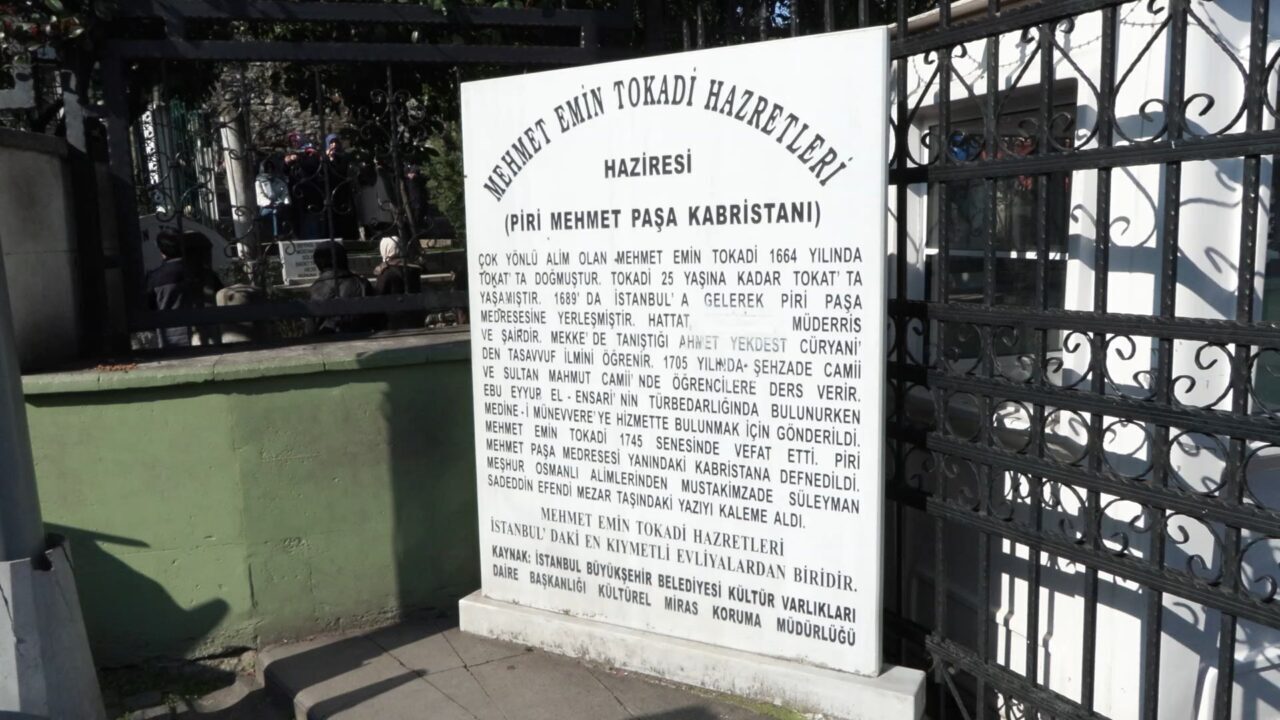 MEHMET EMİN TOKADİ HAZRETLERİ
HAZİRESİ
(PİRİ MEHMET PAŞA KABRİSTANI)
ÇOK YÖNLÜ ALİM OLAN MEHMET EMİN TOKADİ 1664 YILINDA
TOKAT'TA DOĞMUŞTUR. TOKADİ 25 YAŞINA KADAR TOKAT'TA
YAŞAMIŞTIR. 1689'DA İSTANBUL'A GELEREK PİRİ PAŞA
MEDRESESİNE YERLEŞMİŞTİR. HATTAT MÜDERRİS
VE ŞAİRDİR. MEKKE'DE TANIŞTIĞI AHMET YEKDEST CÜRYANİ'
DEN TASAVVUF İLMİNİ ÖĞRENİR. 1705 YILINDA ŞEHZADE CAMİİ
VE SULTAN MAHMUT CAMİİ'NDE ÖĞRENCİLERE DERS VERİR.
EBU EYYUP EL - ENSARİ'NİN TÜRBEDARLIĞINDA BULUNURKEN
MEDİNE-İ MÜNEVVERE'YE HİZMETTE BULUNMAK İÇİN GÖNDERİLDİ.
MEHMET EMİN TOKADİ 1745 SENESİNDE VEFAT ETTİ. PİRİ
MEHMET PAŞA MEDRESESİ YANINDAKİ KABRİSTANA DEFNEDİLDİ.
MEŞHUR OSMANLI ALİMLERİNDEN MUSTAKİMZADE SÜLEYMAN
SADEDDİN EFENDİ MEZAR TAŞINDAKİ YAZIYI KALEME ALDI.
MEHMET EMİN TOKADİ HAZRETLERİ
İSTANBUL'DAKİ EN KIYMETLİ EVLİYALARDAN BİRİDİR.
KAYNAK: İSTANBUL BÜYÜKŞEHİR BELEDİYESİ KÜLTÜR VARLIKLARI
DAİRE BAŞKANLIĞI KÜLTÜREL MİRAS KORUMA MÜDÜRLÜĞÜ